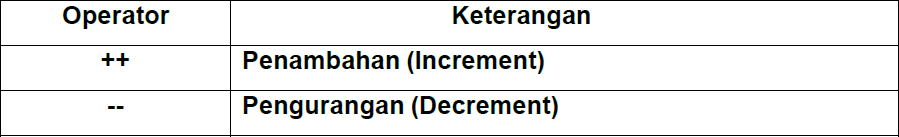 Operator Keterangan
++ Penambahan (Increment)
-- Pengurangan (Decrement)